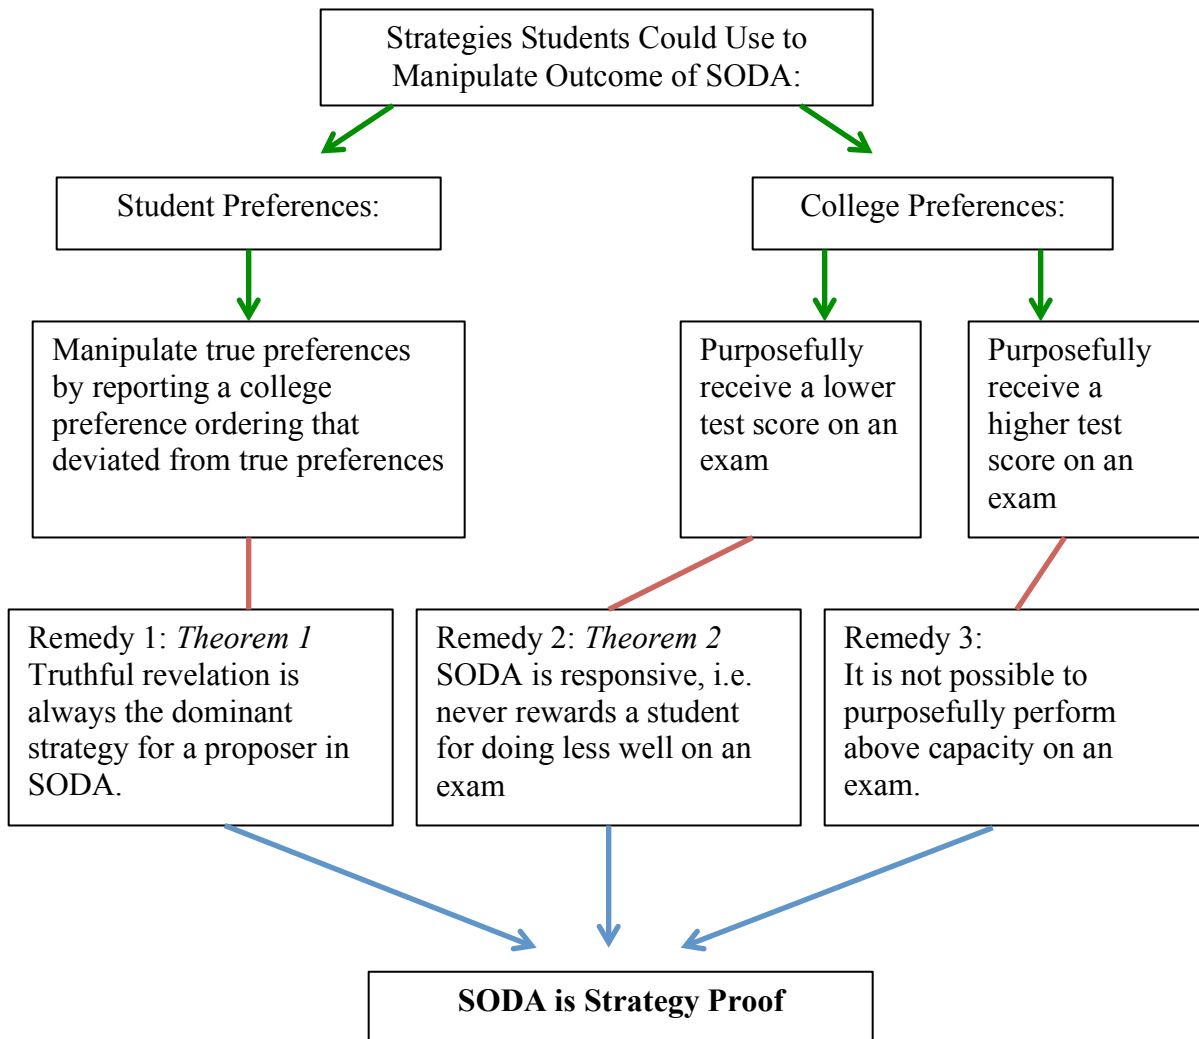 Strategies Students Could Use to
Manipulate Outcome of SODA:
Student Preferences:
College Preferences:
Manipulate true preferences
by reporting a college
preference ordering that
deviated from true preferences
Purposefully
receive a lower
test score on an
exam
Purposefully
receive a
higher test
score on an
exam
Remedy 1: Theorem 1
Truthful revelation is
always the dominant
strategy for a proposer in
SODA.
Remedy 2: Theorem 2
SODA is responsive, i.e.
never rewards a student
for doing less well on an
exam
Remedy 3:
It is not possible to
purposefully perform
above capacity on an
exam.
SODA is Strategy Proof